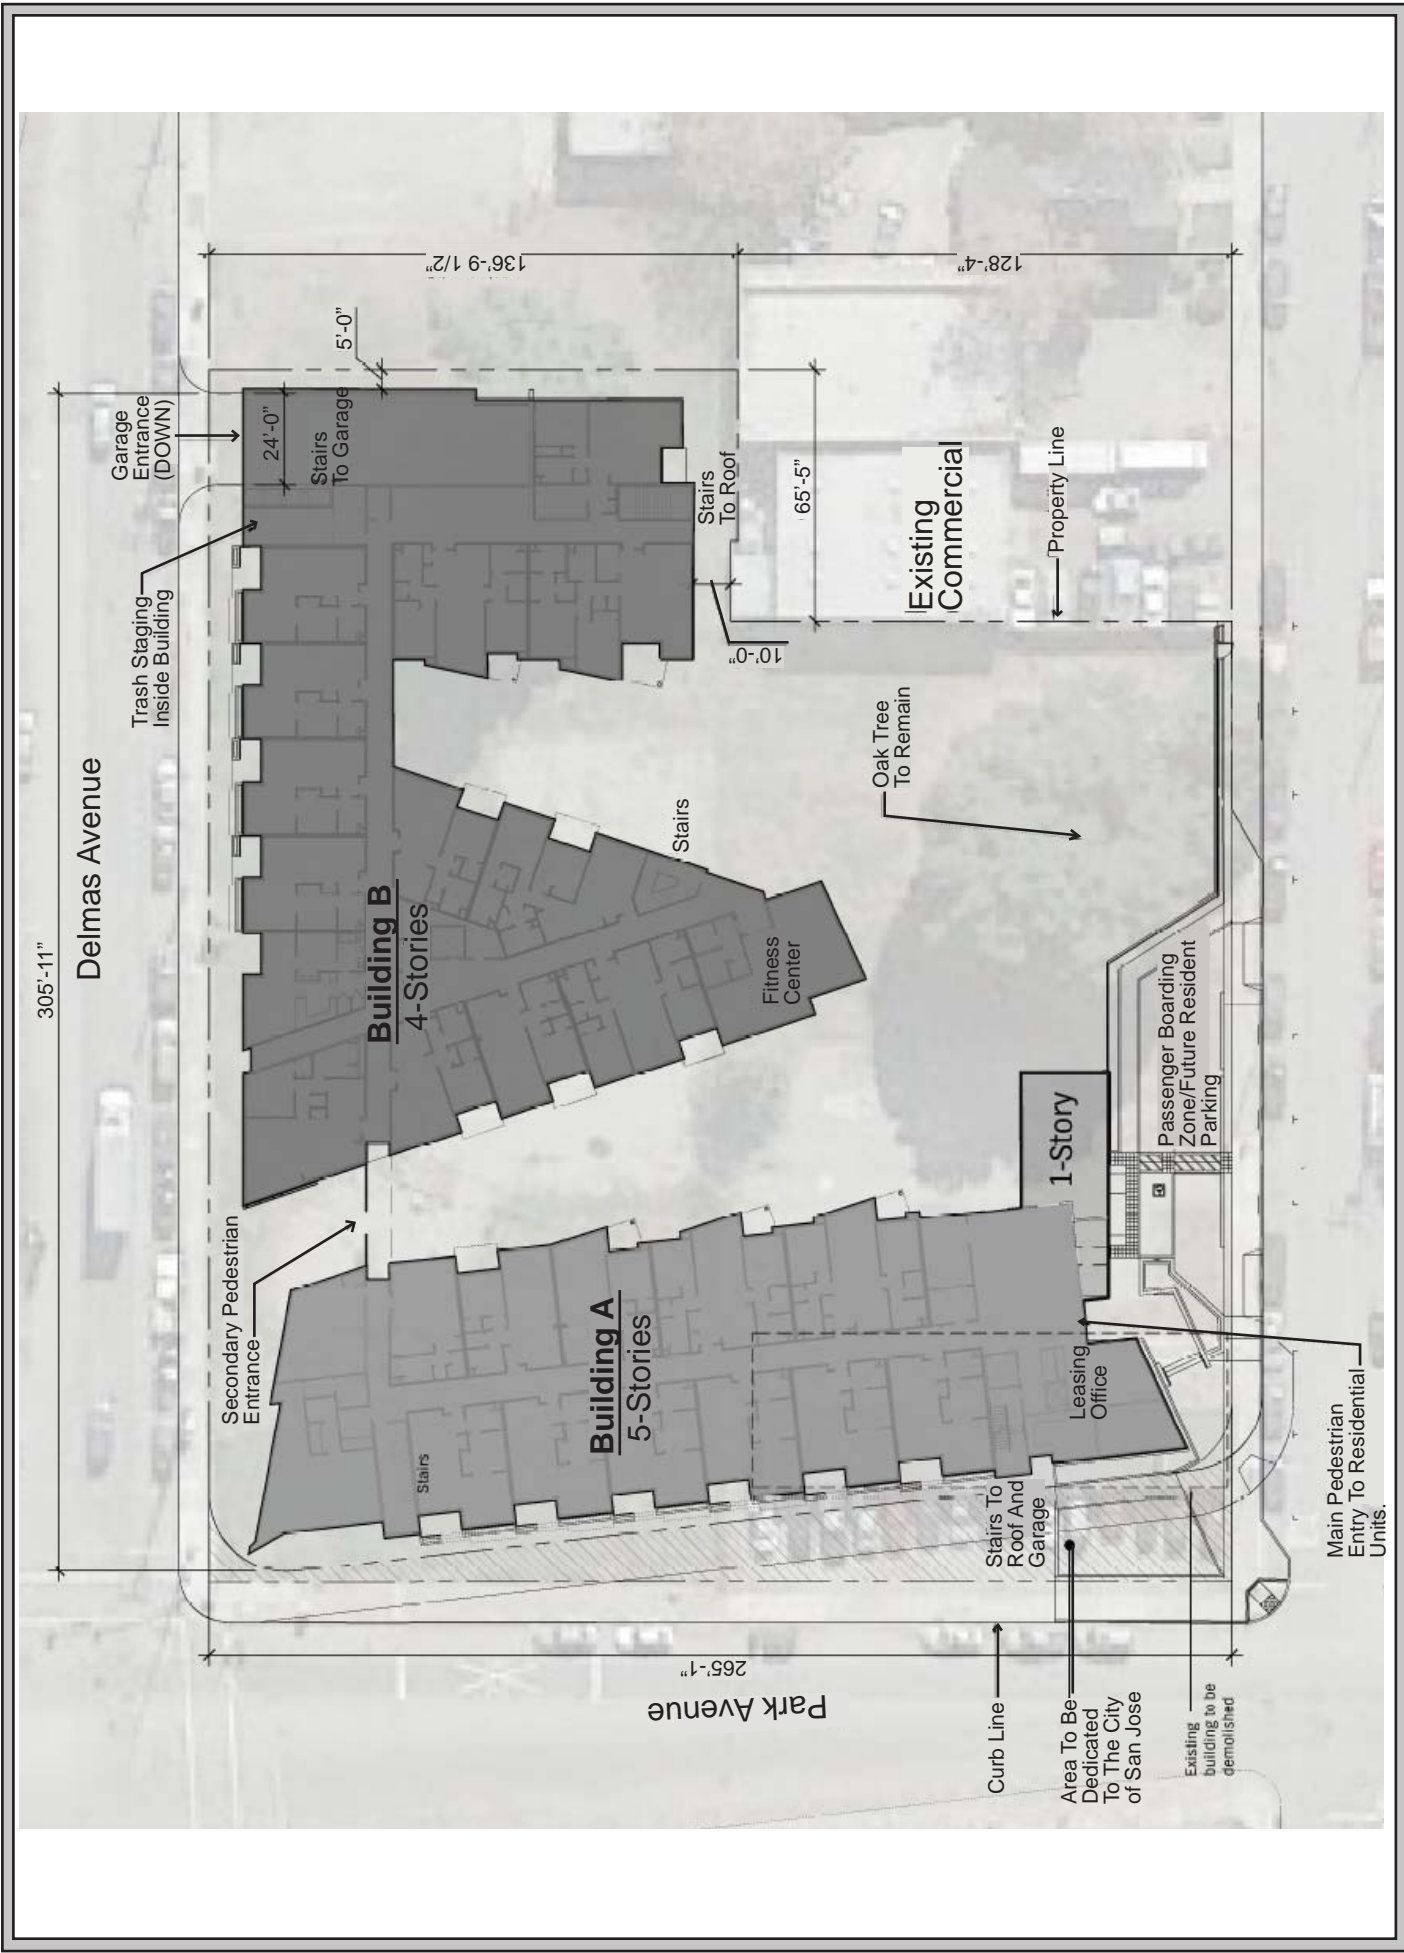 305'-11"
Delmas Avenue
Garage
Entrance
(DOWN)
24'-0"
Stairs
To Garage
5'-0"
136'-9 1/2"
128'-4"
Trash Staging
Inside Building
Stairs
To Roof
65'-5"
10'-0"
Existing
Commercial
Property Line
Oak Tree
To Remain
Building B
4-Stories
Stairs
Fitness
Center
Passenger Boarding
Zone/Future Resident
Parking
1-Story
Secondary Pedestrian
Entrance
Building A
5-Stories
Stairs
Leasing
Office
Stairs To
Roof And
Garage
Main Pedestrian
Entry To Residential
Units.
265'-1"
Park Avenue
Curb Line
Area To Be
Dedicated
To The City
of San Jose
Existing
building to be
demolished